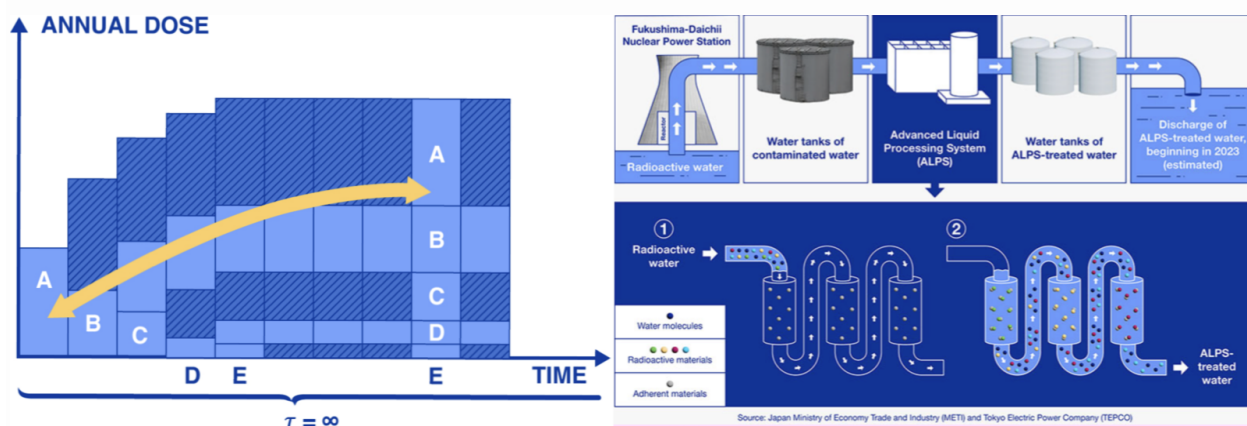 ANNUAL DOSE
A
B
C
A
B
C
D
D
E
E
TIME
τ = ∞
Fukushima-Daichii
Nuclear Power Station
Reactor
Radioactive water
Water tanks of
contaminated water
Advanced Liquid
Processing System
(ALPS)
Water tanks of
ALPS-treated water
Discharge of
ALPS-treated water,
beginning in 2023
(estimated)
1
Radioactive
water
2
Water molecules
Radioactive materials
Adherent materials
ALPS-
treated
water
Source: Japan Ministry of Economy Trade and Industry (METI) and Tokyo Electric Power Company (TEPCO)